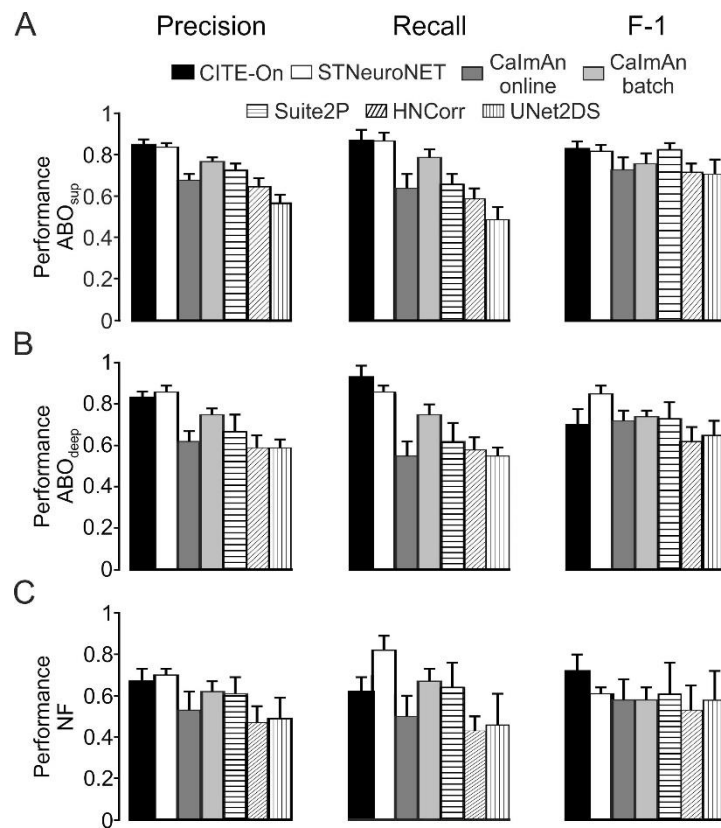 A
Precision Recall F-1
CITE-On STNeuroNET CaImAn online CaImAn batch
Suite2P HNCorr UNet2DS
Performance
ABOsup
1
0.8
0.6
0.4
0.2
0
B
Performance
ABOdeep
1
0.8
0.6
0.4
0.2
0
C
Performance
NF
1
0.8
0.6
0.4
0.2
0